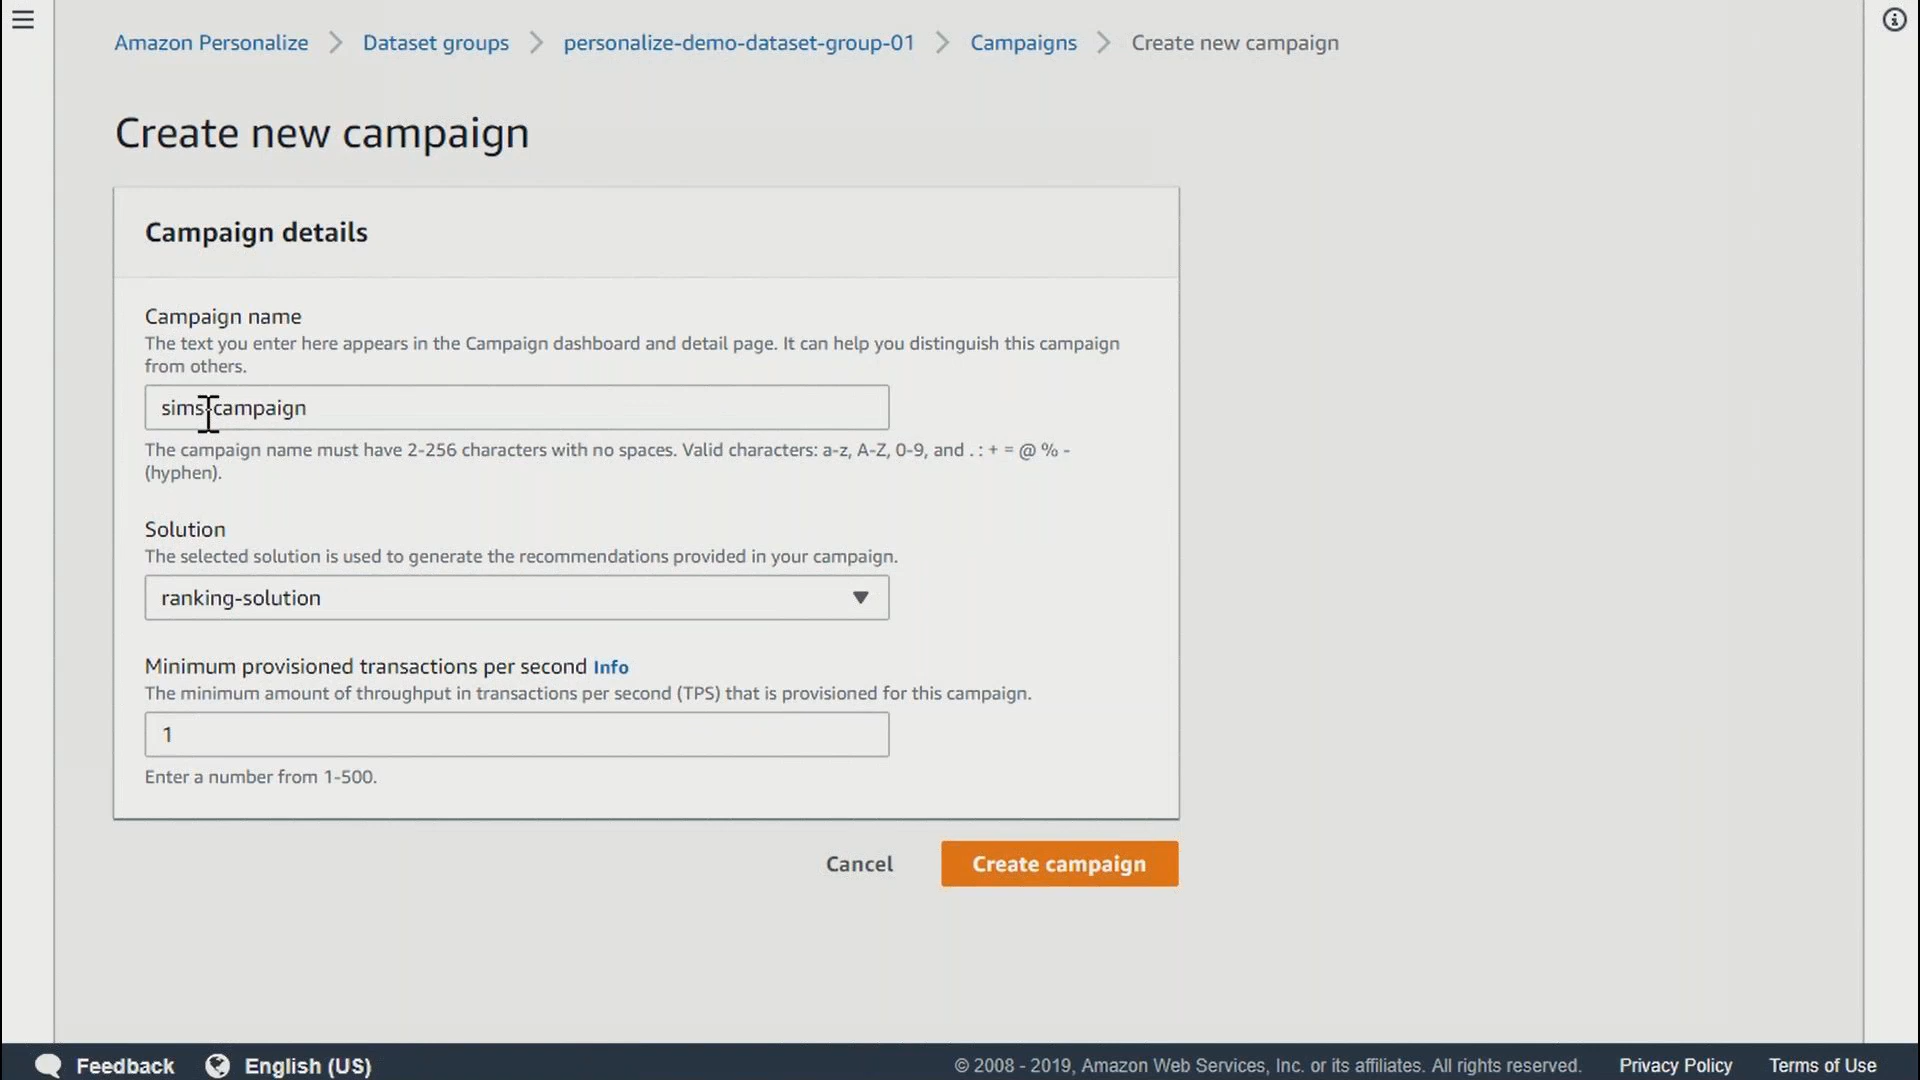 Amazon Personalize > Dataset groups > personalize-demo-dataset-group-01 > Campaigns > Create new campaign
Create new campaign
Campaign details
Campaign name
The text you enter here appears in the Campaign dashboard and detail page. It can help you distinguish this campaign
from others.
sims-campaign
The campaign name must have 2-256 characters with no spaces. Valid characters: a-z, A-Z, 0-9, and . : + = @ % -
(hyphen).
Solution
The selected solution is used to generate the recommendations provided in your campaign.
ranking-solution
Minimum provisioned transactions per second Info
The minimum amount of throughput in transactions per second (TPS) that is provisioned for this campaign.
1
Enter a number from 1-500.
Cancel Create campaign
Feedback English (US) © 2008 - 2019, Amazon Web Services, Inc. or its affiliates. All rights reserved. Privacy Policy Terms of Use